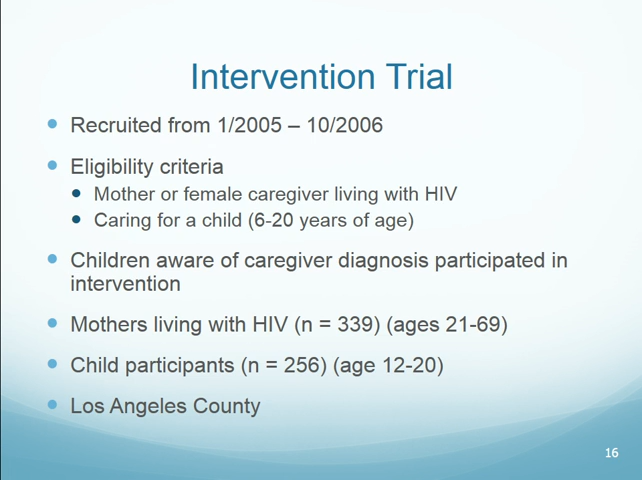 Intervention Trial
Recruited from 1/2005 – 10/2006
Eligibility criteria
Mother or female caregiver living with HIV
Caring for a child (6-20 years of age)
Children aware of caregiver diagnosis participated in
intervention
Mothers living with HIV (n = 339) (ages 21-69)
Child participants (n = 256) (age 12-20)
Los Angeles County
16